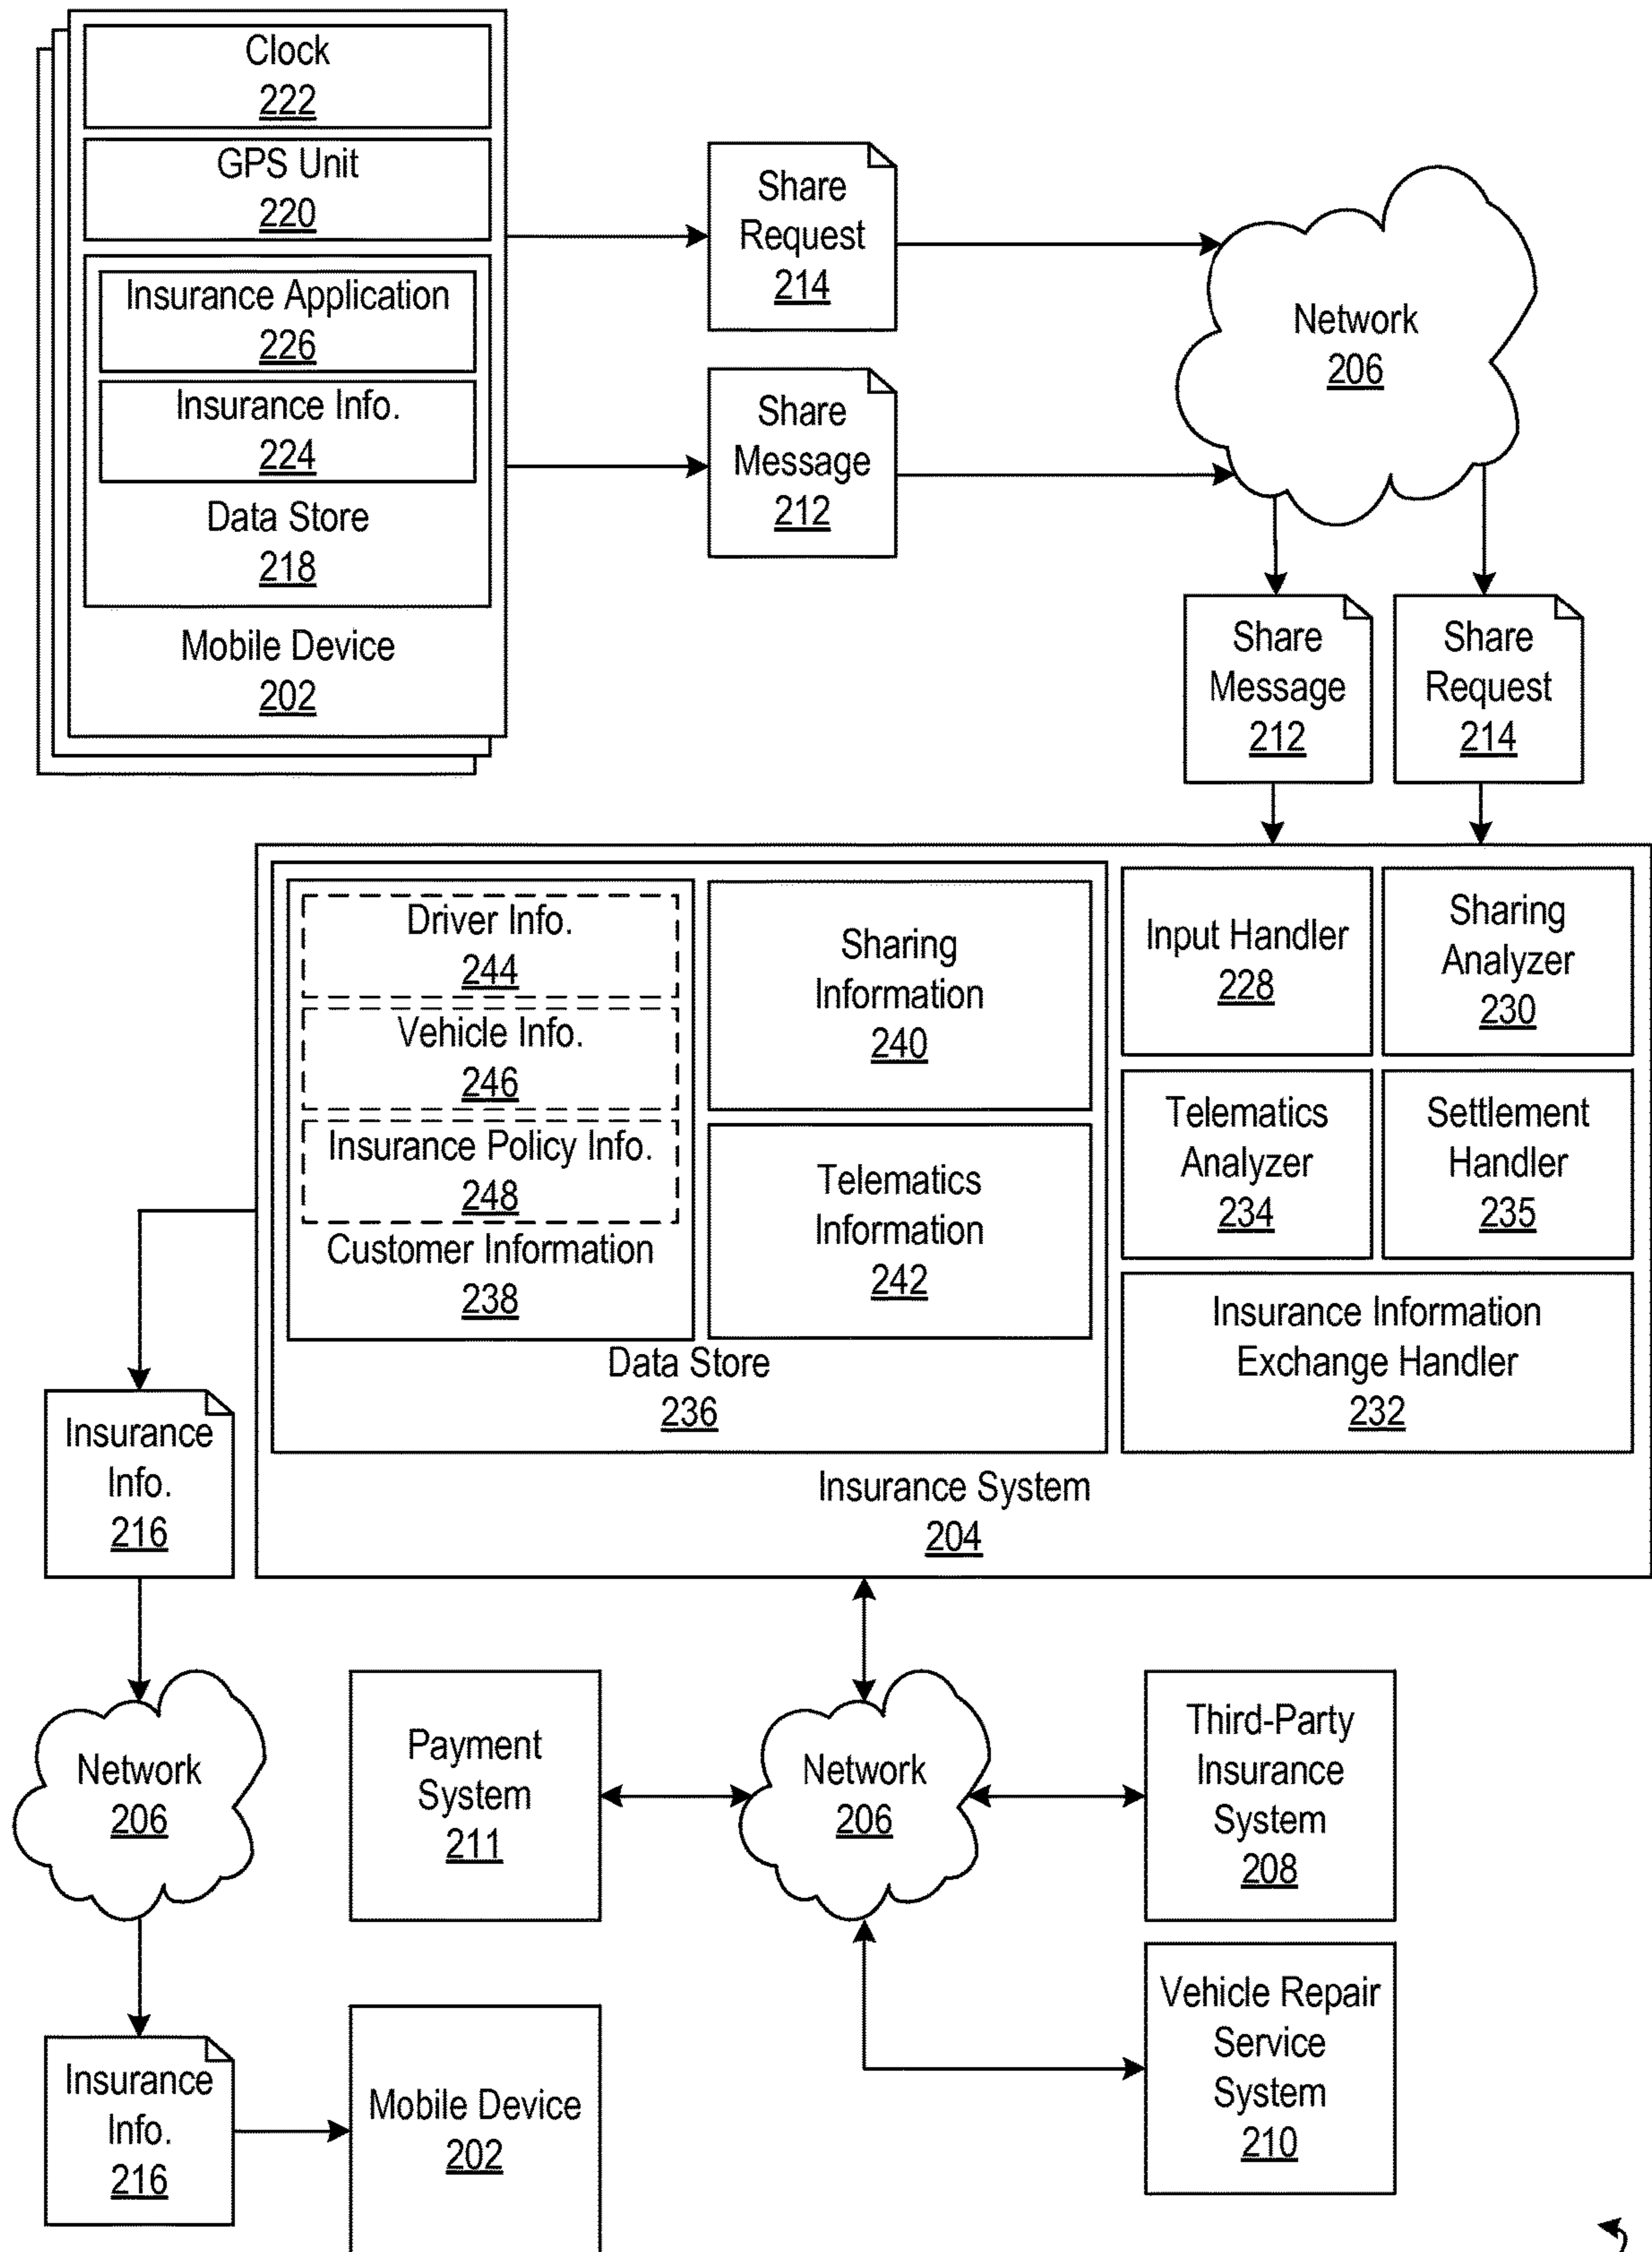 Clock
222
GPS Unit
220
Insurance Application
226
Insurance Info.
224
Data Store
218
Mobile Device
202
Share
Request
214
Share
Message
212
Network
206
Share
Message
212
Share
Request
214
Driver Info.
244
Vehicle Info.
246
Insurance Policy Info.
248
Customer Information
238
Sharing
Information
240
Telematics
Information
242
Data Store
236
Input Handler
228
Sharing
Analyzer
230
Telematics
Analyzer
234
Settlement
Handler
235
Insurance Information
Exchange Handler
232
Insurance System
204
Insurance
Info.
216
Network
206
Insurance
Info.
216
Mobile Device
202
Payment
System
211
Network
206
Third-Party
Insurance
System
208
Vehicle Repair
Service
System
210